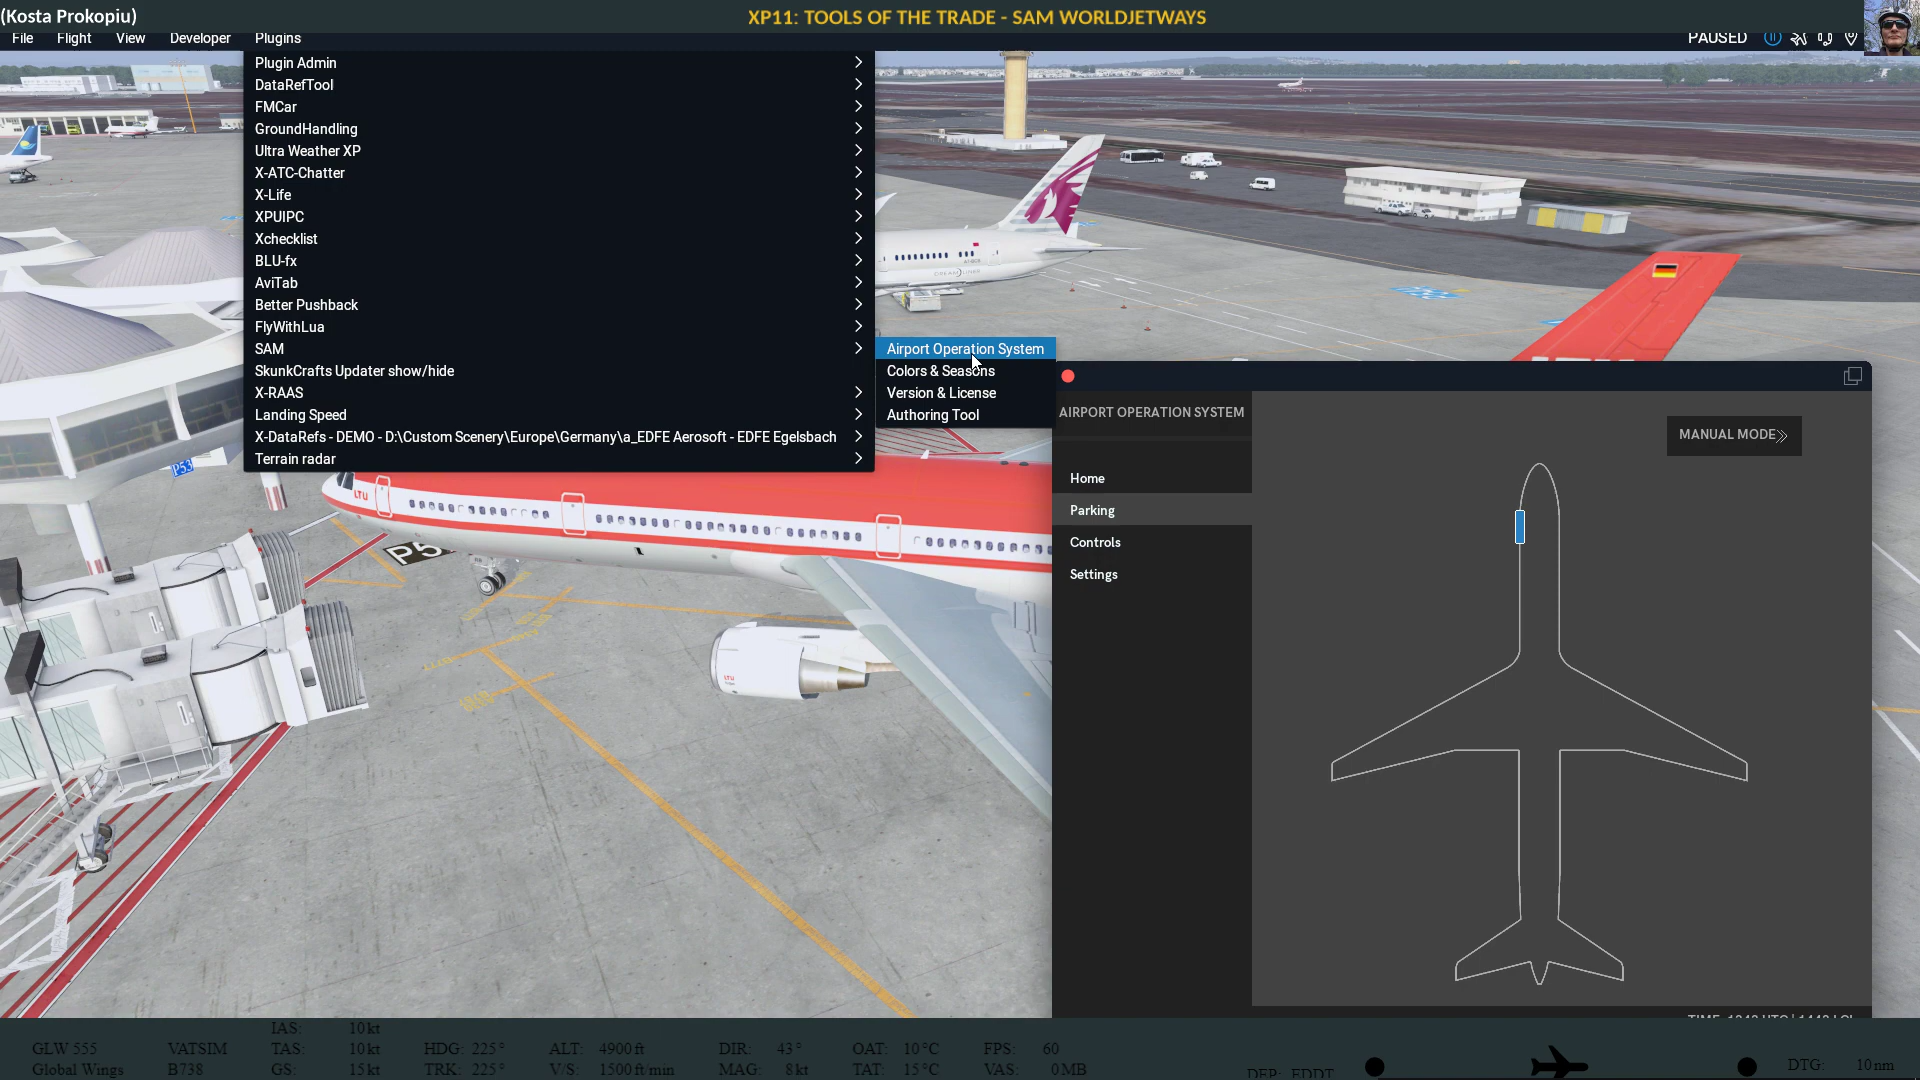 (Kosta Prokopiu)
XP11: TOOLS OF THE TRADE - SAM WORLDJETWAYS
File Flight View Developer Plugins PAUSED
Plugin Admin
DataRefTool
FMCar
GroundHandling
Ultra Weather XP
X-ATC-Chatter
X-Life
XPUIPC
Xchecklist
BLU-fx
AviTab
Better Pushback
FlyWithLua
SAM
SkunkCrafts Updater show/hide
X-RAAS
Landing Speed
X-DataRefs - DEMO - D:\Custom Scenery\Europe\Germany\a_EDFE Aerosoft - EDFE Egelsbach
Terrain radar
Airport Operation System
Colors & Seasons
Version & License
Authoring Tool
AIRPORT OPERATION SYSTEM
MANUAL MODE
Home
Parking
Controls
Settings
DREAMLINER
P53
LTU
P5
LTU
IAS: 10 kt
GLW 555 VATSIM TAS: 10 kt HDG: 225° ALT: 4900 ft DIR: 43° OAT: 10°C FPS: 60
Global Wings B738 GS: 15 kt TRK: 225° V/S: 1500 ft/min MAG: 8 kt TAT: 15°C VAS: 0 MB
DEP: EDDT
DTG: 10 nm